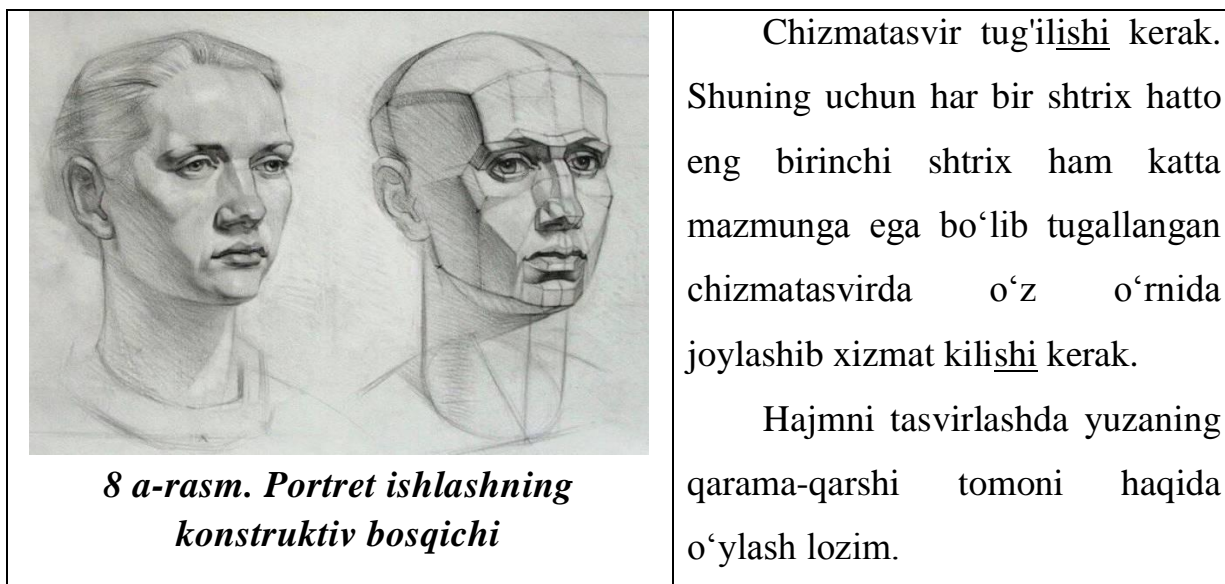 8 a-rasm. Portret ishlashning
konstruktiv bosqichi
Chizmatasvir tug'ilishi kerak.
Shuning uchun har bir shtrix hatto
eng birinchi shtrix ham katta
mazmunga ega bo‘lib tugallangan
chizmatasvirda o‘z o‘rnida
joylashib xizmat kilishi kerak.
Hajmni tasvirlashda yuzaning
qarama-qarshi tomoni haqida
o‘ylash lozim.